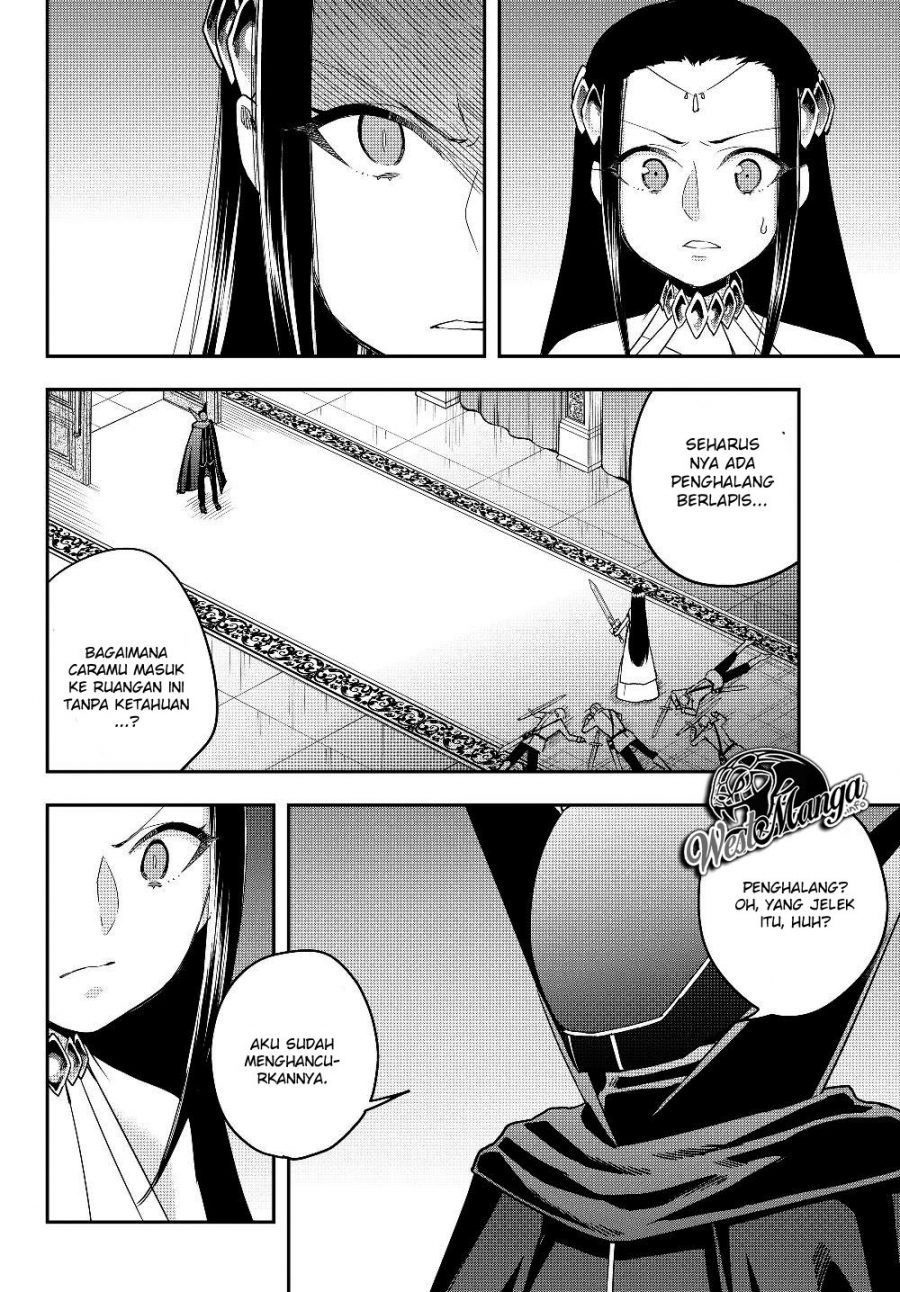 SEHARUS
NYA ADA
PENGHALANG
BERLAPIS...
BAGAIMANA
CARAMU MASUK
KE RUANGAN INI
TANPA KETAHUAN
...?
WestManga
.info
PENGHALANG?
OH, YANG JELEK
ITU, HUH?
AKU SUDAH
MENGHANCU-
RKANNYA.